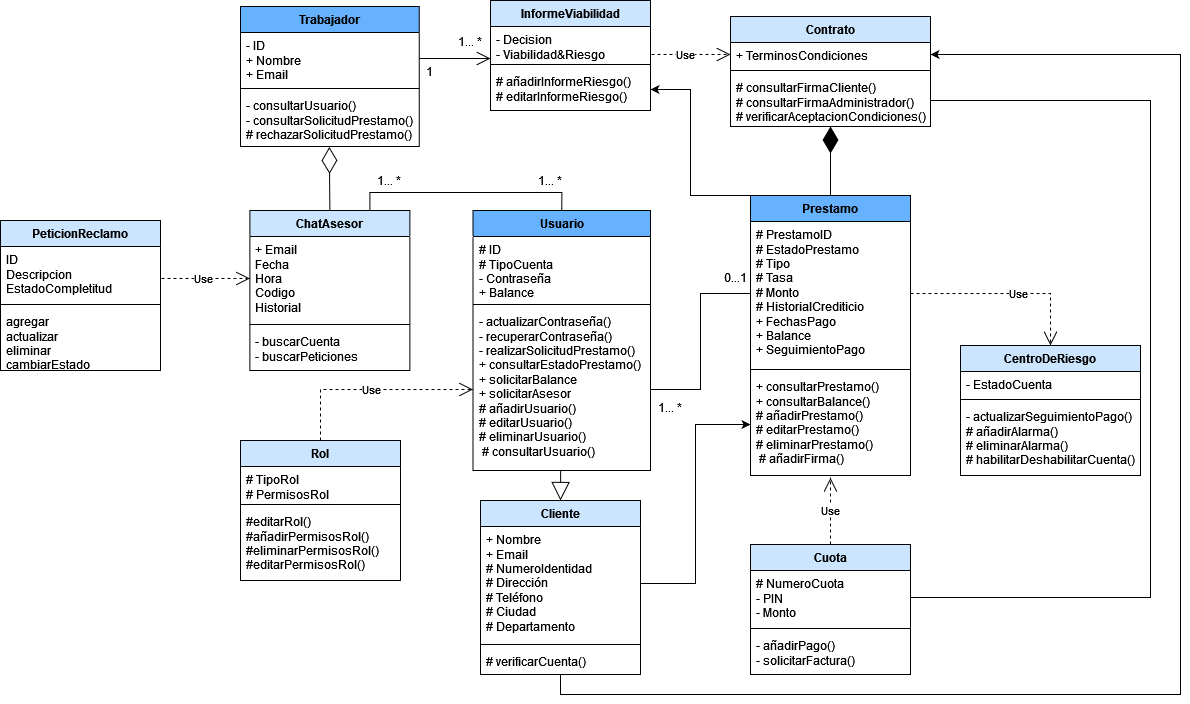 Trabajador
- ID
+ Nombre
+ Email
- consultarUsuario()
- consultarSolicitudPrestamo()
# rechazarSolicitudPrestamo()
1... *
1
InformeViabilidad
- Decision
- Viabilidad&Riesgo
# añadirInformeRiesgo()
# editarInformeRiesgo()
Use
Contrato
+ TerminosCondiciones
# consultarFirmaCliente()
# consultarFirmaAdministrador()
# verificarAceptacionCondiciones()
1... *
1... *
PeticionReclamo
ID
Descripcion
EstadoCompletitud
agregar
actualizar
eliminar
cambiarEstado
Use
ChatAsesor
+ Email
Fecha
Hora
Codigo
Historial
- buscarCuenta
- buscarPeticiones
Usuario
# ID
# TipoCuenta
- Contraseña
+ Balance
- actualizarContraseña()
- recuperarContraseña()
- realizarSolicitudPrestamo()
+ consultarEstadoPrestamo()
+ solicitarBalance
+ solicitarAsesor
# añadirUsuario()
# editarUsuario()
# eliminarUsuario()
# consultarUsuario()
0...1
1... *
Prestamo
# PrestamoID
# EstadoPrestamo
# Tipo
# Tasa
# Monto
# HistorialCrediticio
+ FechasPago
+ Balance
+ SeguimientoPago
+ consultarPrestamo()
+ consultarBalance()
# añadirPrestamo()
# editarPrestamo()
# eliminarPrestamo()
# añadirFirma()
Use
CentroDeRiesgo
- EstadoCuenta
- actualizarSeguimientoPago()
# añadirAlarma()
# eliminarAlarma()
# habilitarDeshabilitarCuenta()
Use
Rol
# TipoRol
# PermisosRol
#editarRol()
#añadirPermisosRol()
#eliminarPermisosRol()
#editarPermisosRol()
Cliente
+ Nombre
+ Email
# NumeroIdentidad
# Dirección
# Teléfono
# Ciudad
# Departamento
# verificarCuenta()
Use
Cuota
# NumeroCuota
- PIN
- Monto
- añadirPago()
- solicitarFactura()